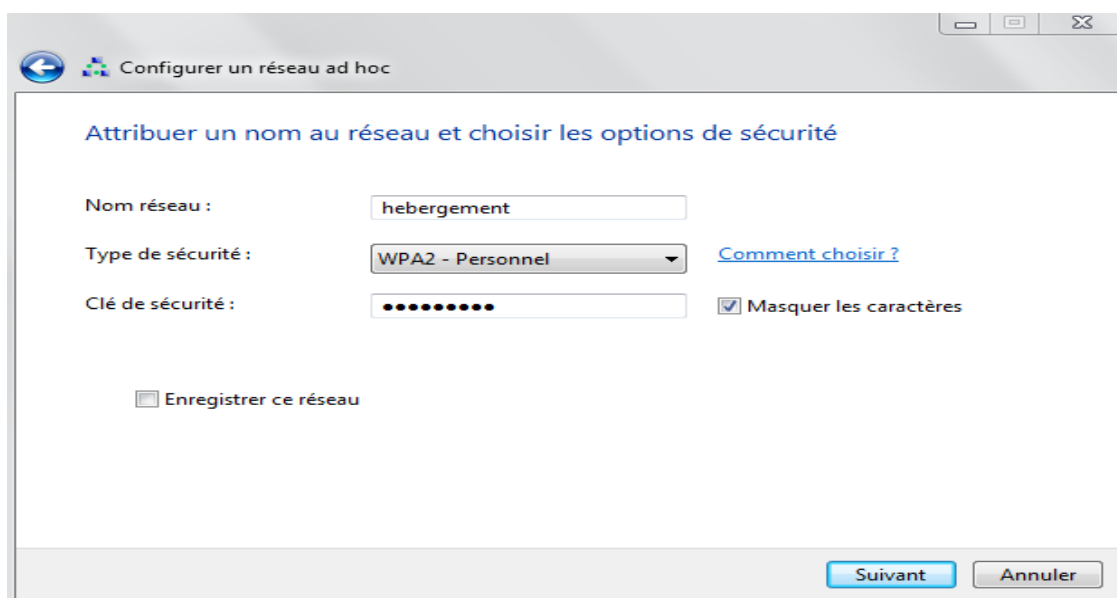 Configurer un réseau ad hoc
Attribuer un nom au réseau et choisir les options de sécurité
Nom réseau :
hebergement
Type de sécurité :
WPA2 - Personnel
Comment choisir ?
Clé de sécurité :
●●●●●●●●●
Masquer les caractères
Enregistrer ce réseau
Suivant
Annuler